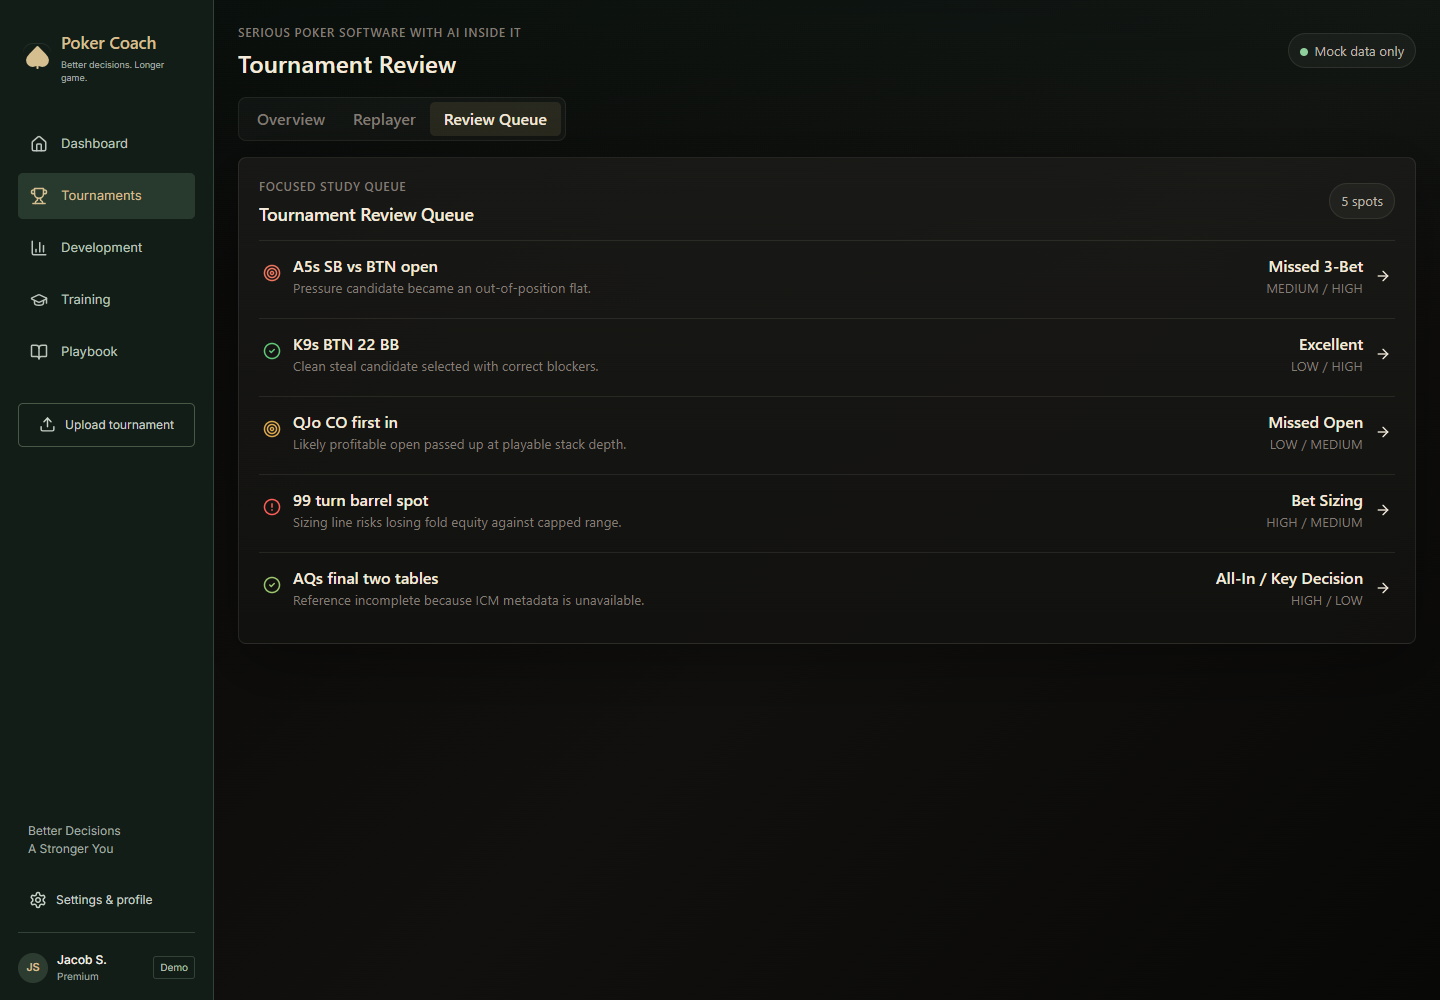 Poker Coach
Better decisions. Longer
game.
Dashboard
Tournaments
Development
Training
Playbook
Upload tournament
Better Decisions
A Stronger You
Settings & profile
JS
Jacob S.
Premium
Demo
SERIOUS POKER SOFTWARE WITH AI INSIDE IT
Tournament Review
Mock data only
Overview
Replayer
Review Queue
FOCUSED STUDY QUEUE
Tournament Review Queue
5 spots
A5s SB vs BTN open
Pressure candidate became an out-of-position flat.
Missed 3-Bet
MEDIUM / HIGH
K9s BTN 22 BB
Clean steal candidate selected with correct blockers.
Excellent
LOW / HIGH
QJo CO first in
Likely profitable open passed up at playable stack depth.
Missed Open
LOW / MEDIUM
99 turn barrel spot
Sizing line risks losing fold equity against capped range.
Bet Sizing
HIGH / MEDIUM
AQs final two tables
Reference incomplete because ICM metadata is unavailable.
All-In / Key Decision
HIGH / LOW